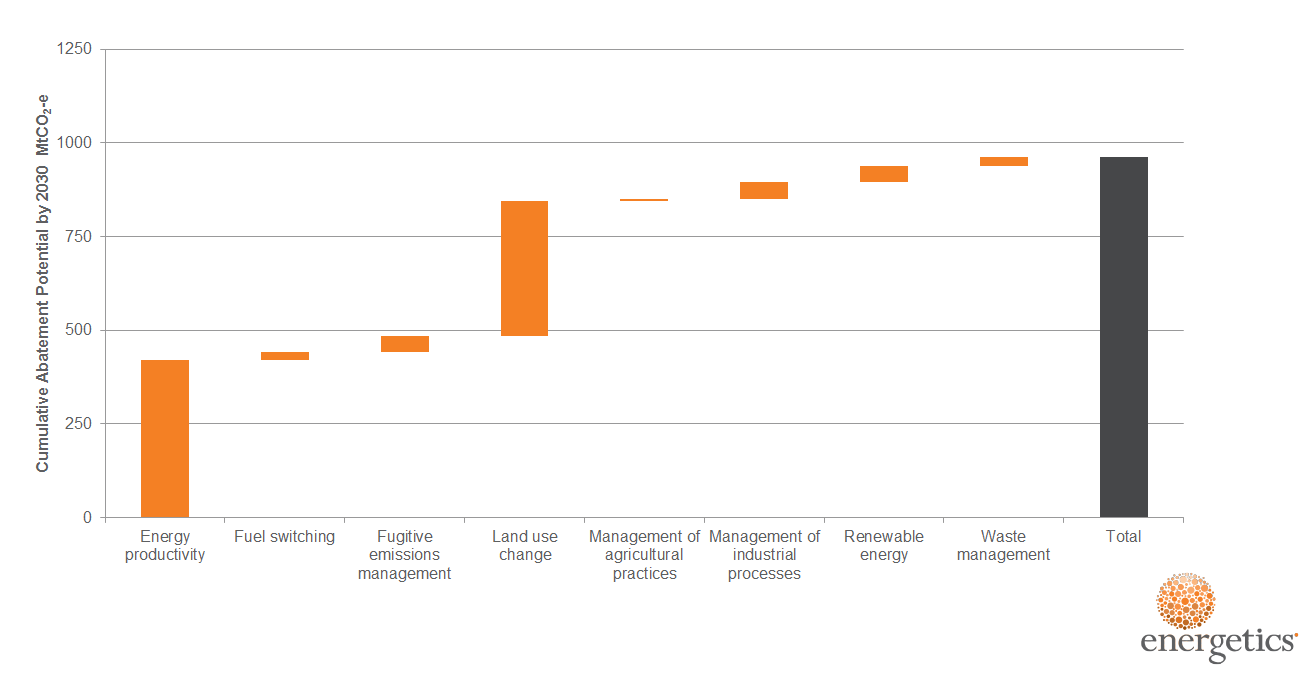 Cumulative Abatement Potential by 2030 MtCO₂-e
1250
1000
750
500
250
0
Energy
productivity
Fuel switching
Fugitive
emissions
management
Land use
change
Management of
agricultural
practices
Management of
industrial
processes
Renewable
energy
Waste
management
Total
energetics